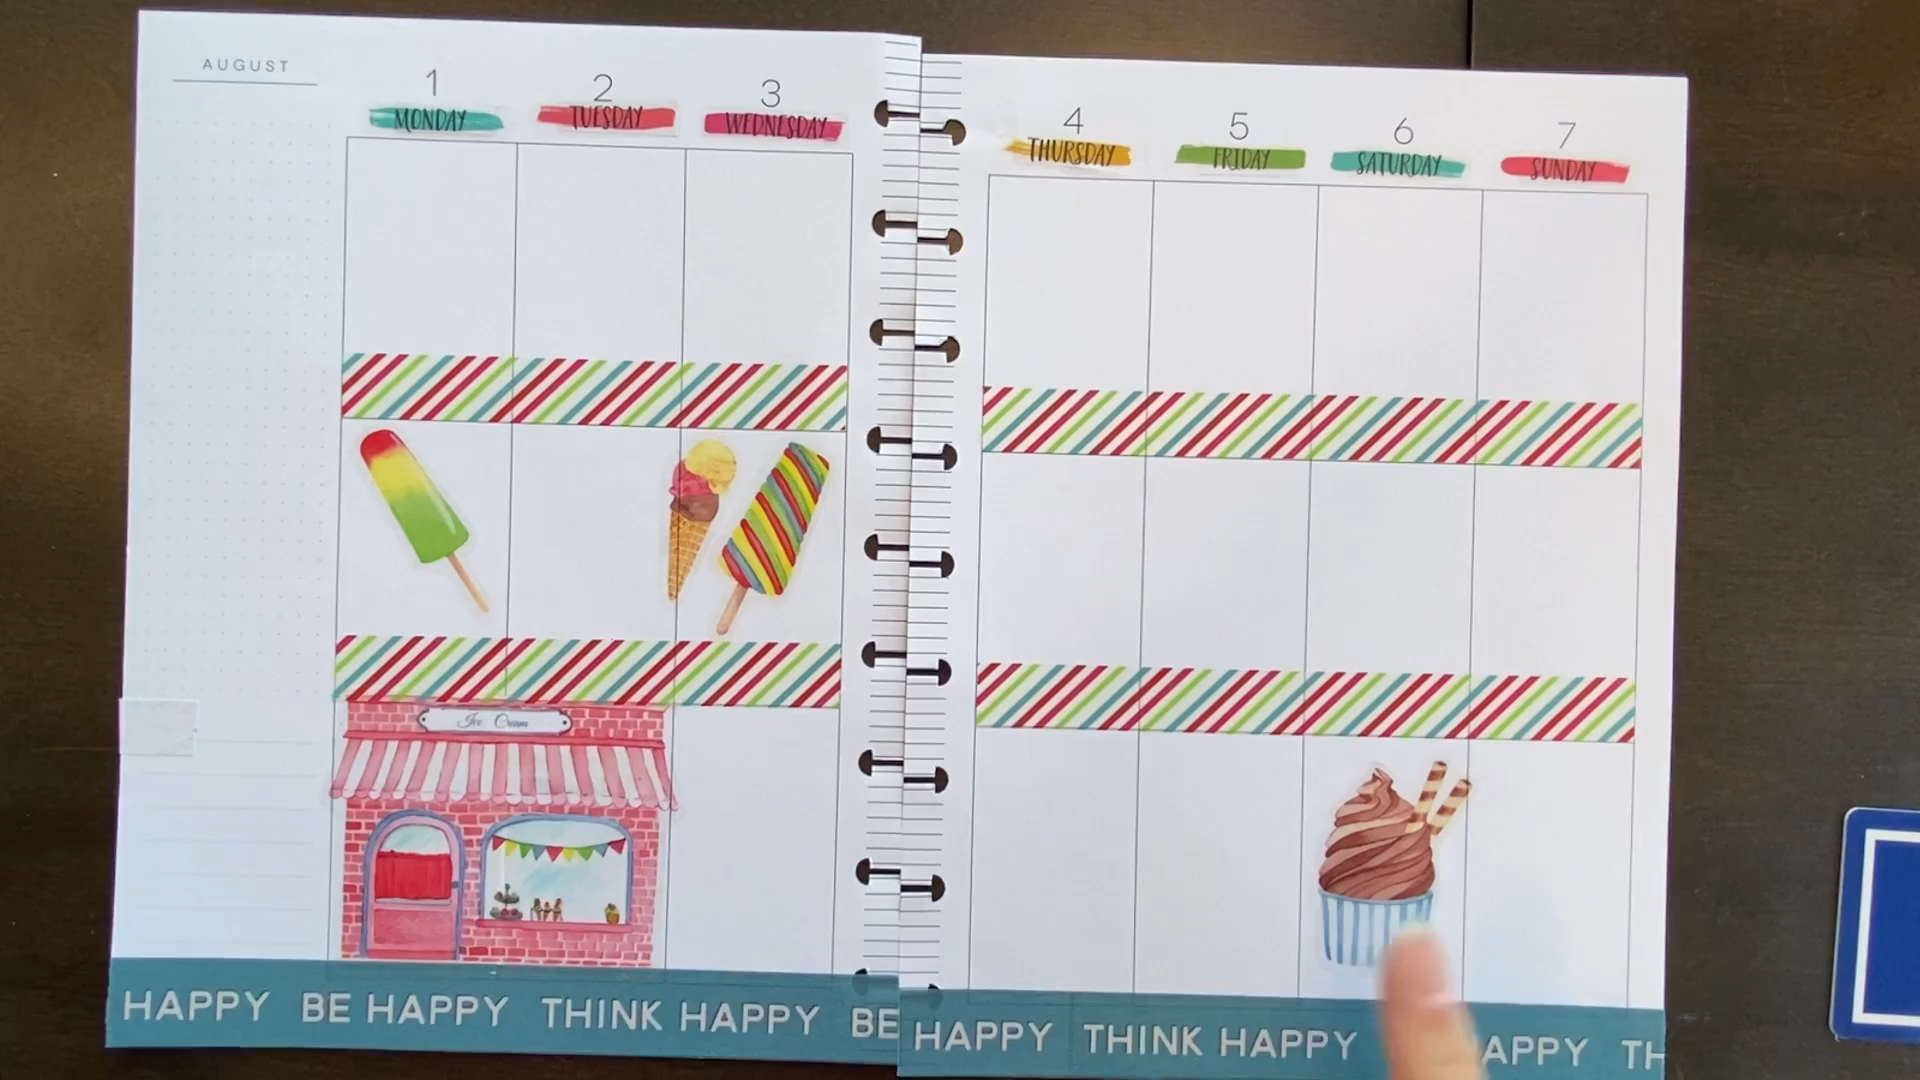 AUGUST
1
MONDAY
2
TUESDAY
3
WEDNESDAY
4
THURSDAY
5
FRIDAY
6
SATURDAY
7
SUNDAY
Ice Cream
HAPPY BE HAPPY THINK HAPPY BE
HAPPY THINK HAPPY APPY TH